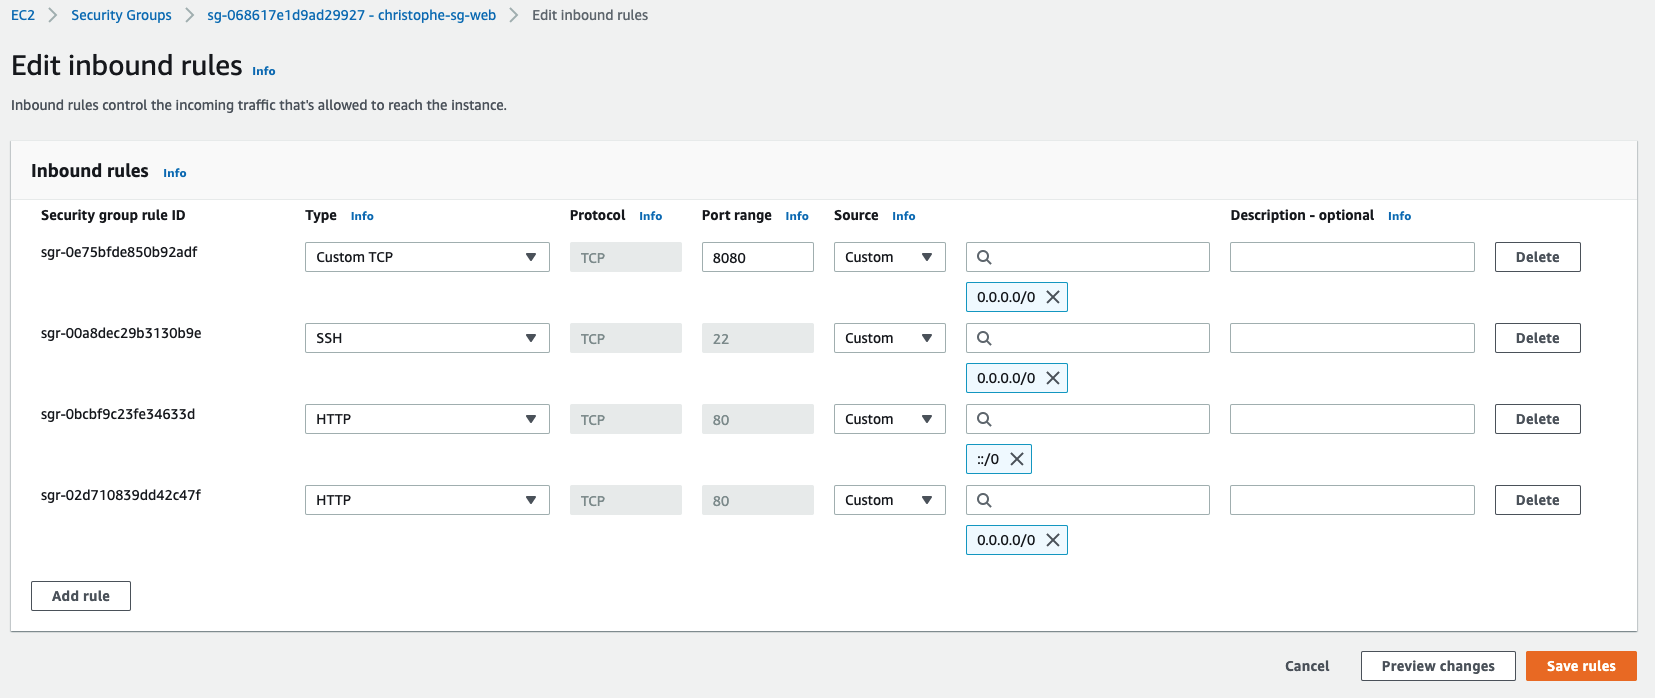 EC2 Security Groups sg-068617e1d9ad29927 - christophe-sg-web Edit inbound rules
Edit inbound rules Info
Inbound rules control the incoming traffic that's allowed to reach the instance.
Inbound rules Info
Security group rule ID Type Info Protocol Info Port range Info Source Info Description - optional Info
sgr-0e75bfde850b92adf Custom TCP TCP 8080 Custom Delete
0.0.0.0/0
sgr-00a8dec29b3130b9e SSH TCP 22 Custom Delete
0.0.0.0/0
sgr-0bcbf9c23fe34633d HTTP TCP 80 Custom Delete
::/0
sgr-02d710839dd42c47f HTTP TCP 80 Custom Delete
0.0.0.0/0
Add rule
Cancel Preview changes Save rules